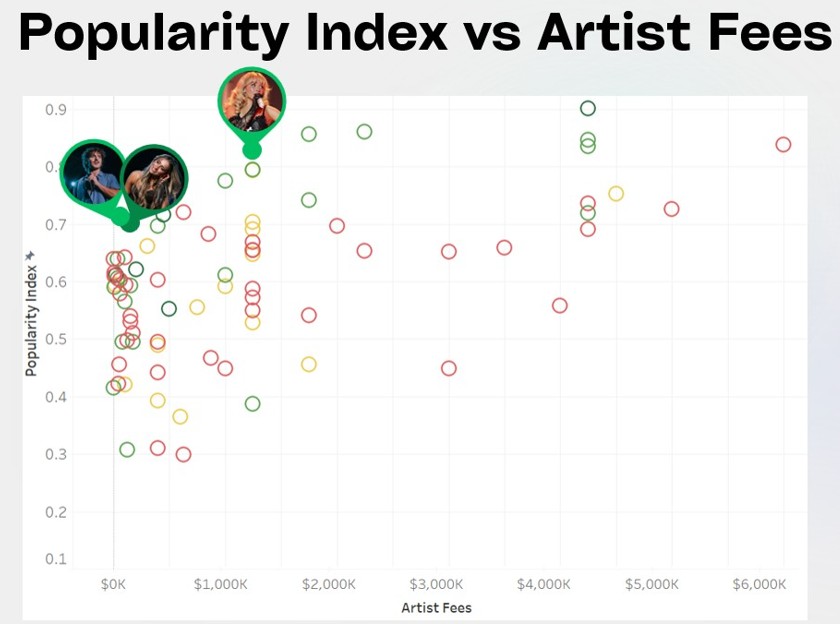 Popularity Index vs Artist Fees
0.9
0.7
0.6
0.5
0.4
0.3
0.2
0.1
Popularity Index
$0K
$1,000K
$2,000K
$3,000K
$4,000K
$5,000K
$6,000K
Artist Fees